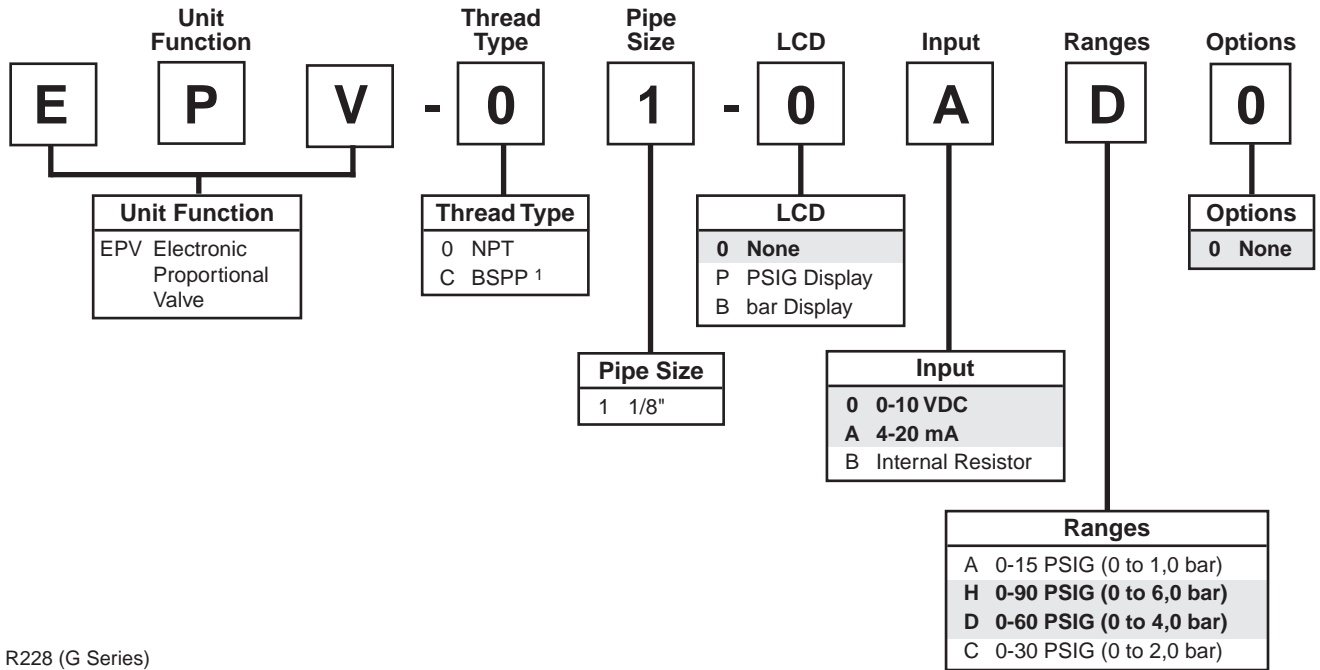 Unit
Function
Thread
Type
Pipe
Size
LCD
Input
Ranges
Options
E P V - 0 1 - 0 A D 0
Unit Function
EPV Electronic
Proportional
Valve
Thread Type
0 NPT
C BSPP 1
LCD
0 None
P PSIG Display
B bar Display
Options
0 None
Pipe Size
1 1/8"
Input
0 0-10 VDC
A 4-20 mA
B Internal Resistor
Ranges
A 0-15 PSIG (0 to 1,0 bar)
H 0-90 PSIG (0 to 6,0 bar)
D 0-60 PSIG (0 to 4,0 bar)
C 0-30 PSIG (0 to 2,0 bar)
R228 (G Series)